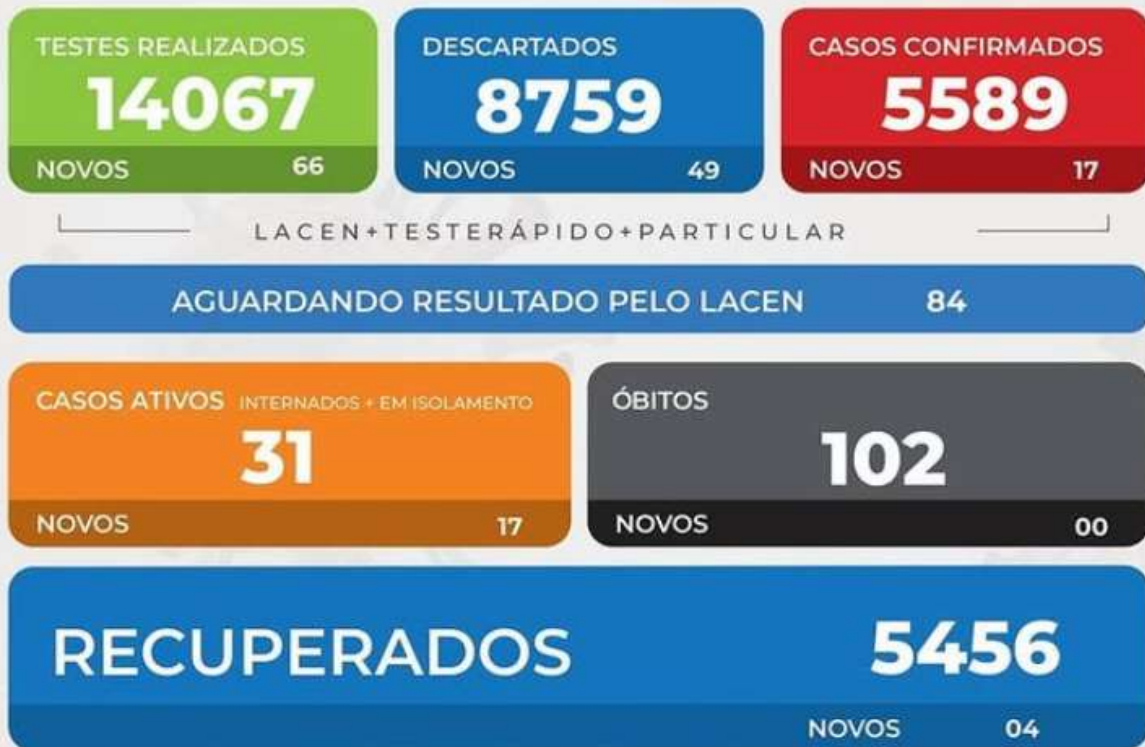 TESTES REALIZADOS
14067
NOVOS 66
DESCARTADOS
8759
NOVOS 49
CASOS CONFIRMADOS
5589
NOVOS 17
LACEN+TESTERÁPIDO+PARTICULAR
AGUARDANDO RESULTADO PELO LACEN 84
CASOS ATIVOS INTERNADOS + EM ISOLAMENTO
31
NOVOS 17
ÓBITOS
102
NOVOS 00
RECUPERADOS 5456
NOVOS 04